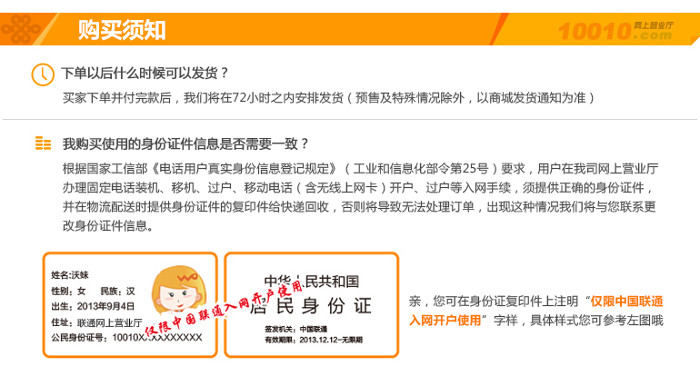 购买须知
10010 网上营业厅
.com
下单以后什么时候可以发货？
买家下单并付完款后，我们将在72小时之内安排发货（预售及特殊情况除外，以商城发货通知为准）
我购买使用的身份证件信息是否需要一致？
根据国家工信部《电话用户真实身份信息登记规定》（工业和信息化部令第25号）要求，用户在我司网上营业厅
办理固定电话装机、移机、过户、移动电话（含无线上网卡）开户、过户等入网手续，须提供正确的身份证件，
并在物流配送时提供身份证件的复印件给快递回收，否则将导致无法处理订单，出现这种情况我们将与您联系更
改身份证件信息。
姓名:沃妹
性别：女 民族：汉
出生：2013年9月4日
住址：联通网上营业厅
公民身份证号：10010XXXXXXXXXX
仅限中国联通入网开户使用
中华人民共和国
居民身份证
签发机关：中国联通
有效期限：2013.12.12-无限期
亲，您可在身份证复印件上注明“仅限中国联通
入网开户使用”字样，具体样式您可参考左图哦